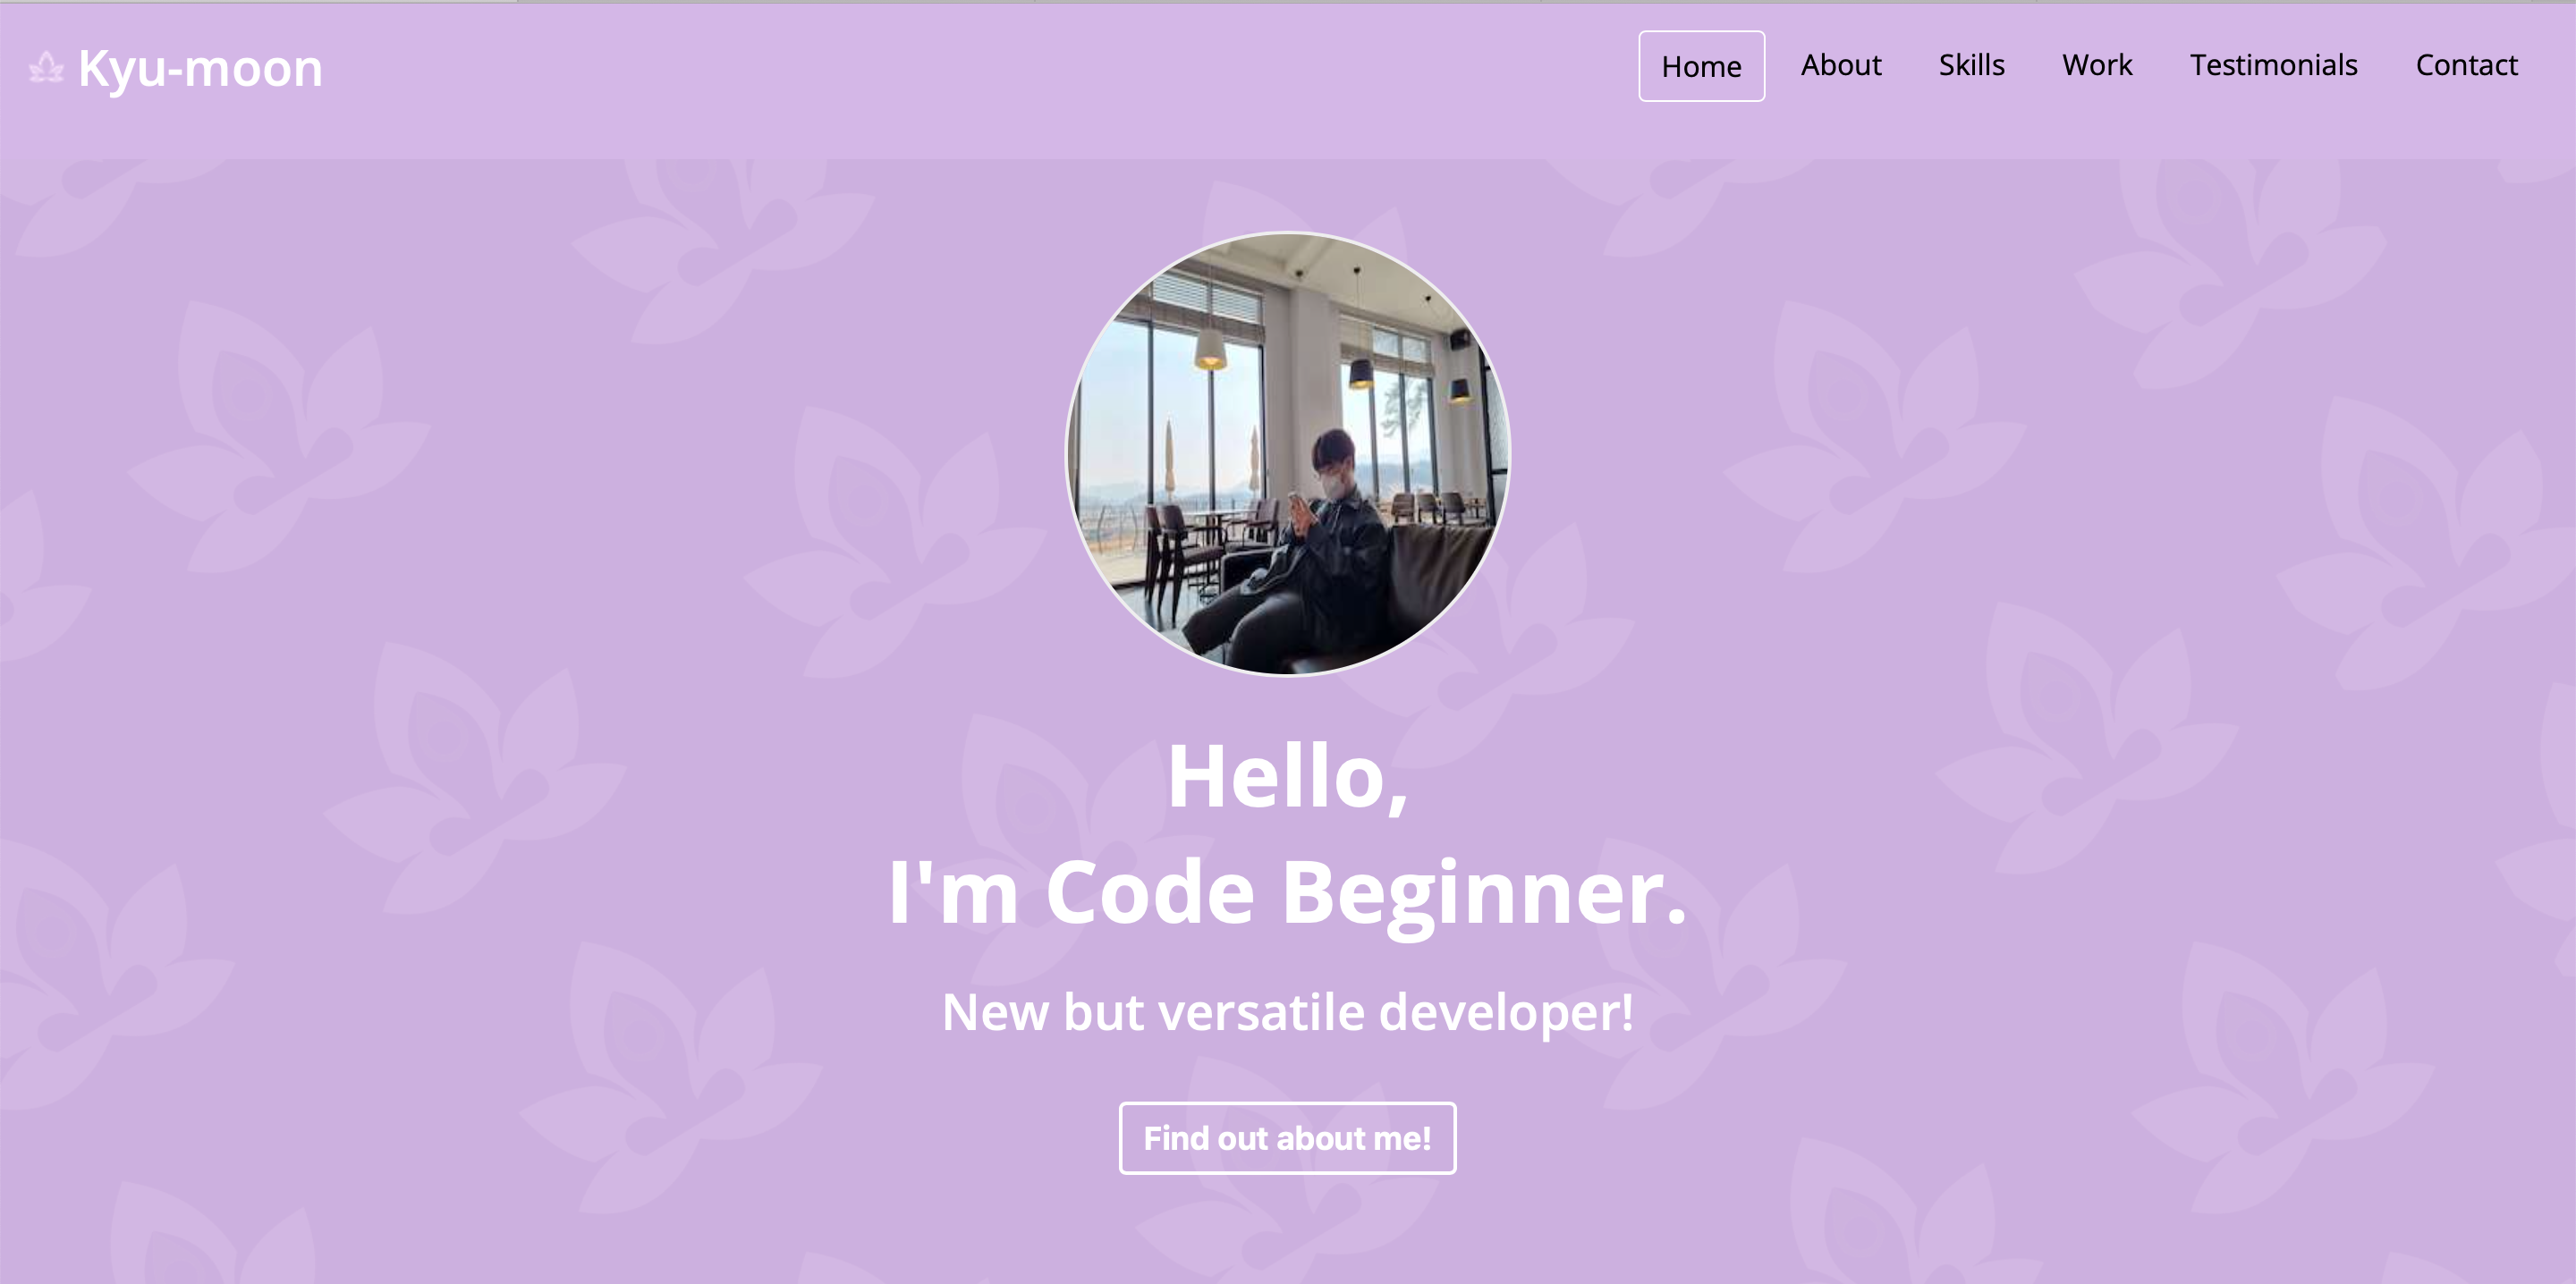 Kyu-moon
Home About Skills Work Testimonials Contact
Hello,
I'm Code Beginner.
New but versatile developer!
Find out about me!